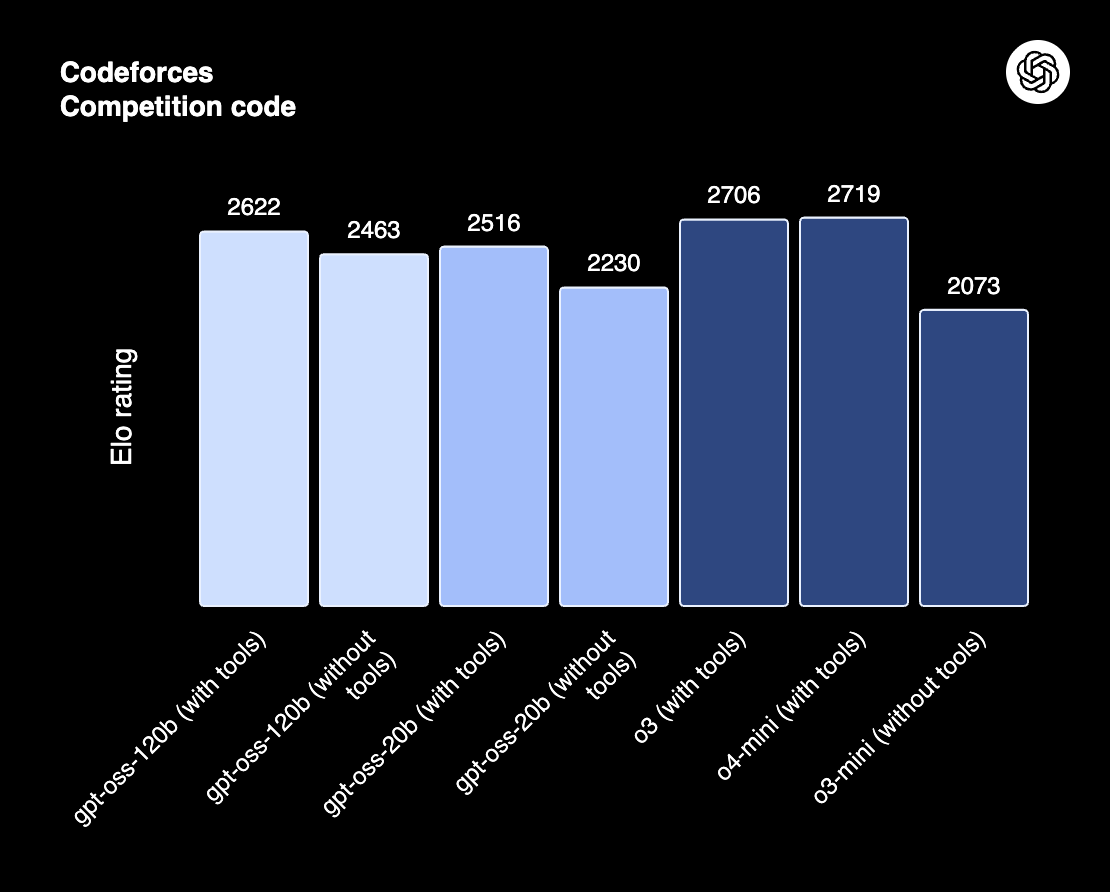 Codeforces
Competition code
2622
2463
2516
2230
2706
2719
2073
Elo rating
gpt-oss-120b (with tools)
gpt-oss-120b (without
tools)
gpt-oss-20b (with tools)
gpt-oss-20b (without
tools)
o3 (with tools)
o4-mini (with tools)
o3-mini (without tools)